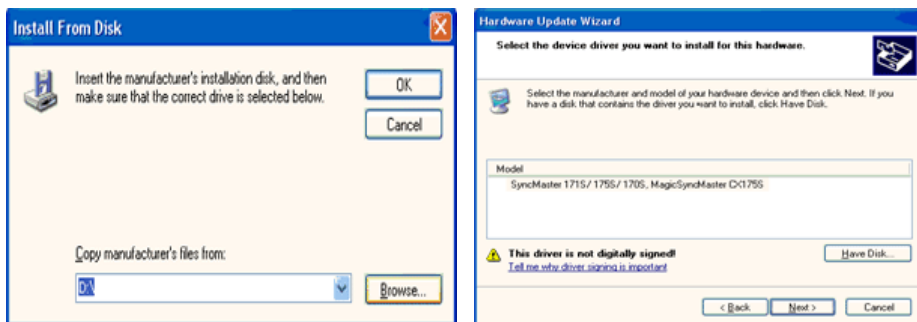 Install From Disk
Insert the manufacturer's installation disk, and then
make sure that the correct drive is selected below.
OK
Cancel
Copy manufacturer's files from:
D:\
Browse...
Hardware Update Wizard
Select the device driver you want to install for this hardware.
Select the manufacturer and model of your hardware device and then click Next. If you
have a disk that contains the driver you want to install, click Have Disk.
Model
SyncMaster 171S/ 175S/ 170S, MagicSyncMaster CX175S
This driver is not digitally signed!
Tell me why driver signing is important
Have Disk...
< Back
Next >
Cancel